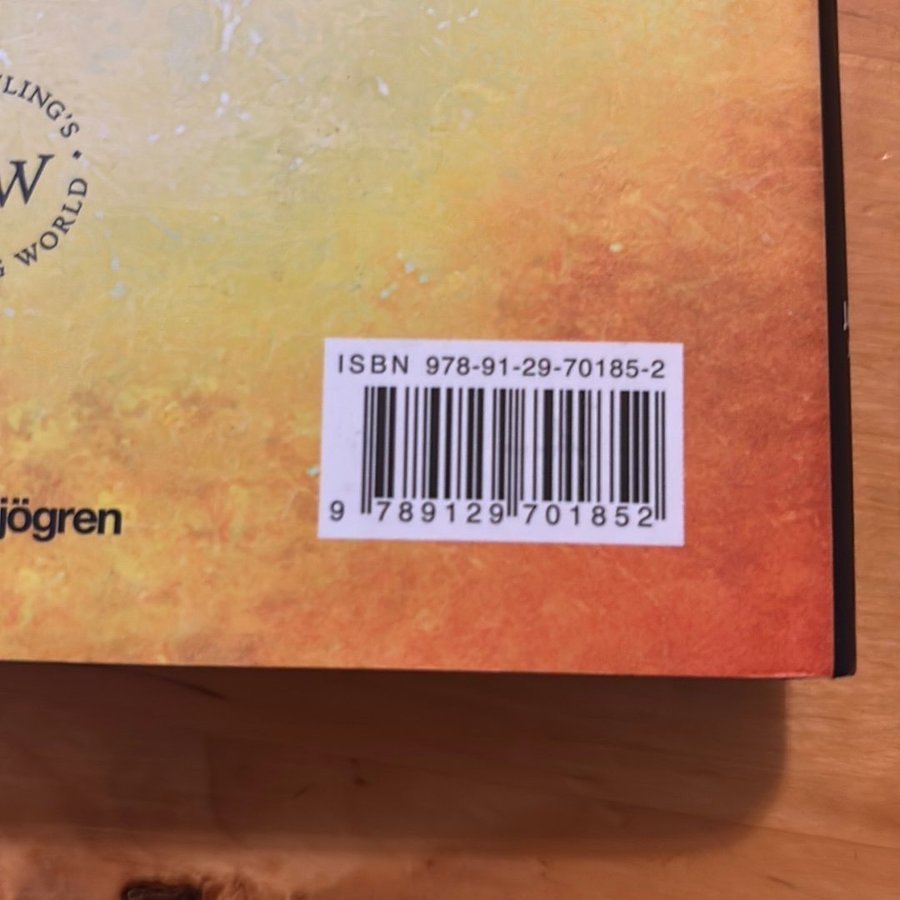 LING'S
W
WORLD
ISBN 978-91-29-70185-2
9 789129 701852
jögren